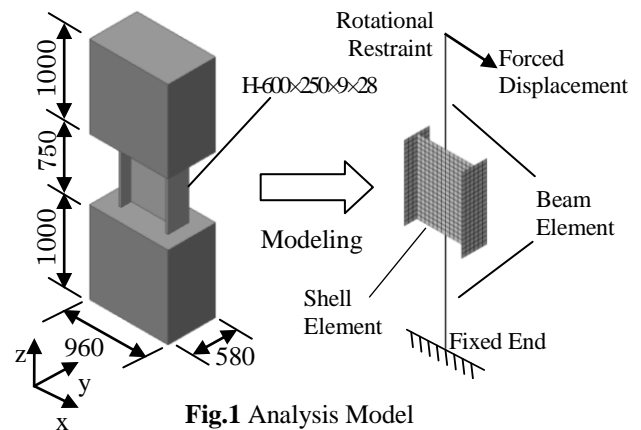 Rotational
Restraint
Forced
Displacement
H-600×250×9×28
1000
750
1000
Modeling
Beam
Element
Shell
Element
Fixed End
960
580
z
y
x
Fig.1 Analysis Model